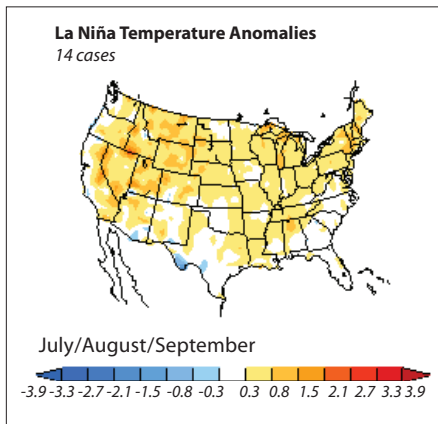 La Niña Temperature Anomalies
14 cases
July/August/September
-3.9 -3.3 -2.7 -2.1 -1.5 -0.8 -0.3 0.3 0.8 1.5 2.1 2.7 3.3 3.9